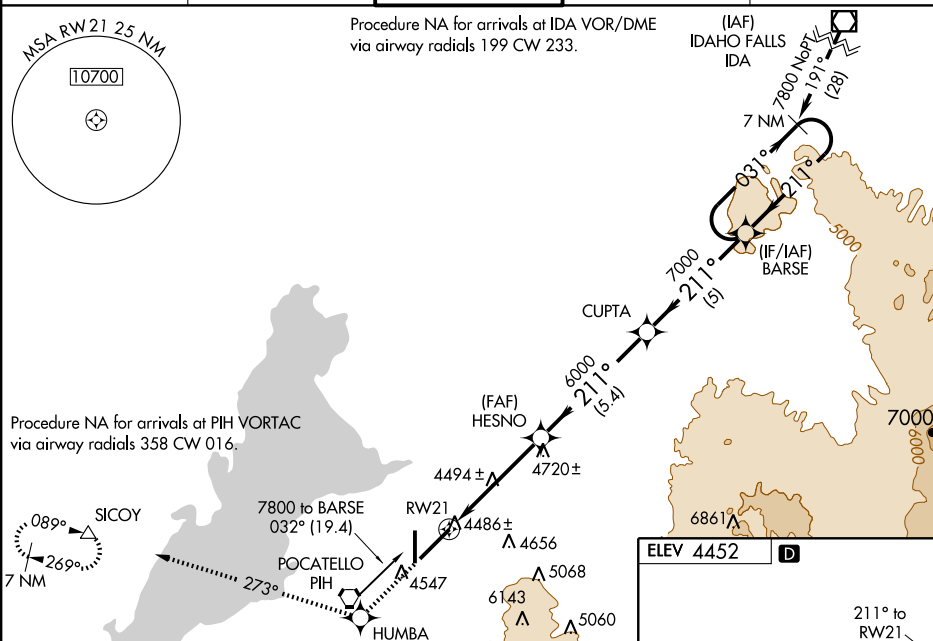 MSA RW 21 25 NM
10700
Procedure NA for arrivals at IDA VOR/DME
via airway radials 199 CW 233.
(IAF)
IDAHO FALLS
IDA
7800 NoPT
191°
(28)
7 NM
031°
211°
5000
(IF/IAF)
BARSE
7000
211°
(5)
CUPTA
6000
211°
(5.4)
(FAF)
HESNO
7000
6000
Procedure NA for arrivals at PIH VORTAC
via airway radials 358 CW 016.
4720±
4494±
7800 to BARSE
032° (19.4)
RW21
4486±
4656
6861
089°
SICOY
269°
7 NM
POCATELLO
PIH
4547
273°
HUMBA
5068
6143
5060
ELEV 4452
D
211° to
RW21